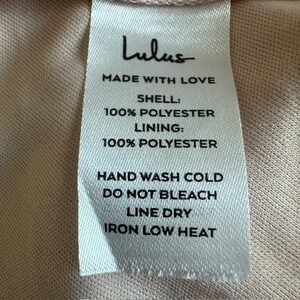 Lulus
MADE WITH LOVE
SHELL:
100% POLYESTER
LINING:
100% POLYESTER
HAND WASH COLD
DO NOT BLEACH
LINE DRY
IRON LOW HEAT